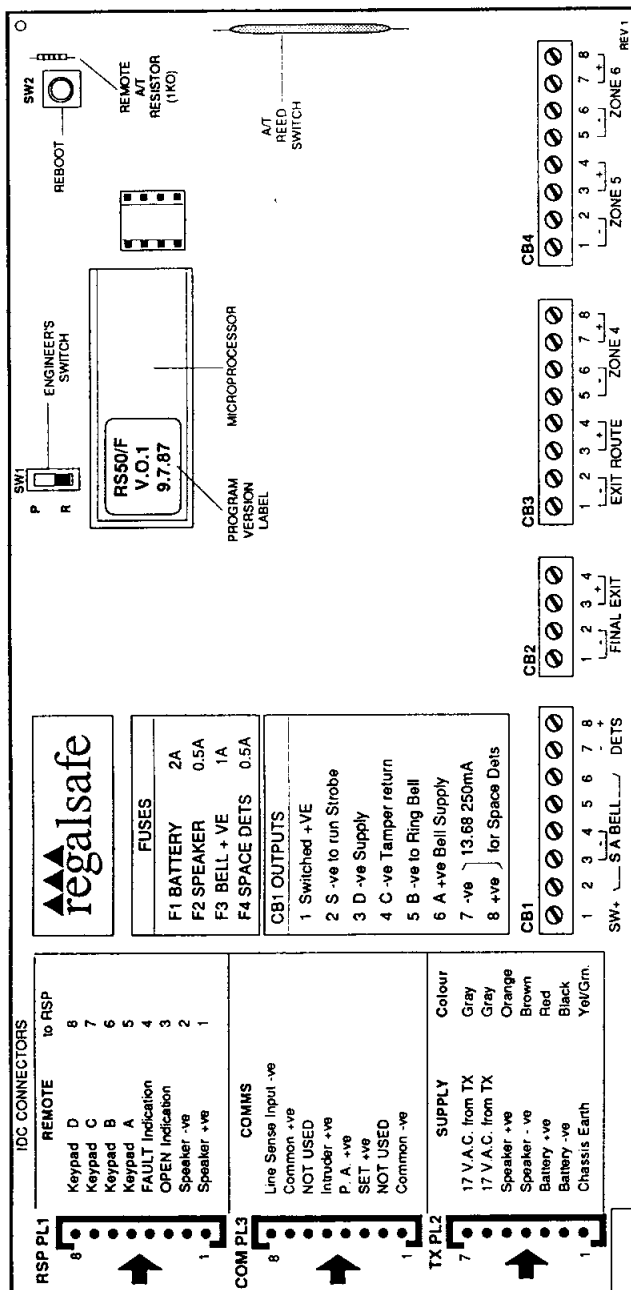 IDC CONNECTORS
RSP PL1
REMOTE to RSP
8
1
Keypad D 8
Keypad C 7
Keypad B 6
Keypad A 5
FAULT Indication 4
OPEN Indication 3
Speaker -ve 2
Speaker +ve 1
COM PL3
COMMS
8
1
Line Sense Input -ve
Common +ve
NOT USED
Intruder +ve
P. A. +ve
SET +ve
NOT USED
Common -ve
TX PL2
SUPPLY Colour
7
1
17 V.A.C. from TX Gray
17 V.A.C. from TX Gray
Speaker +ve Orange
Speaker - ve Brown
Battery +ve Red
Battery -ve Black
Chassis Earth Yel/Grn.
regalsafe
FUSES
F1 BATTERY 2A
F2 SPEAKER 0.5A
F3 BELL + VE 1A
F4 SPACE DETS 0.5A
CB1 OUTPUTS
1 Switched +VE
2 S -ve to run Strobe
3 D -ve Supply
4 C -ve Tamper return
5 B -ve to Ring Bell
6 A +ve Bell Supply
7 -ve } 13.68 250mA
8 +ve } for Space Dets
SW1
P
R
ENGINEER'S
SWITCH
RS50/F
V.O.1
9.7.87
PROGRAM
VERSION
LABEL
MICROPROCESSOR
REBOOT
SW2
REMOTE
A/T
RESISTOR
(1KO)
A/T
REED
SWITCH
CB1
1 2 3 4 5 6 7 8
- + 
SW+ S A BELL DETS
CB2
1 2 3 4
- +
FINAL EXIT
CB3
1 2 3 4 5 6 7 8
- + - +
EXIT ROUTE ZONE 4
CB4
1 2 3 4 5 6 7 8
- + - +
ZONE 5 ZONE 6
REV 1